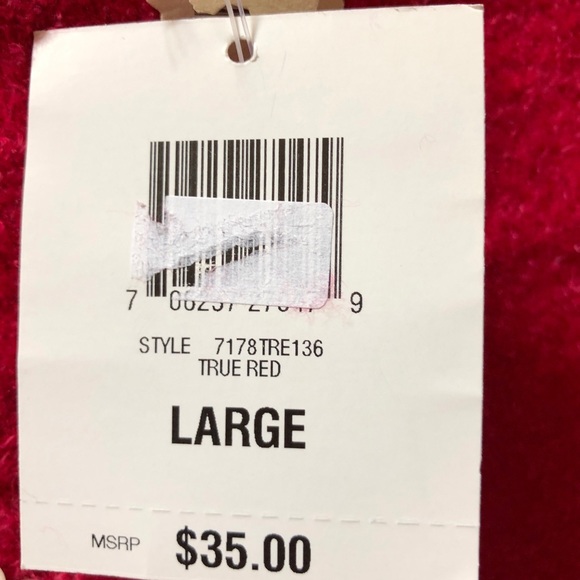 7 9
STYLE 7178TRE136
TRUE RED
LARGE
MSRP $35.00